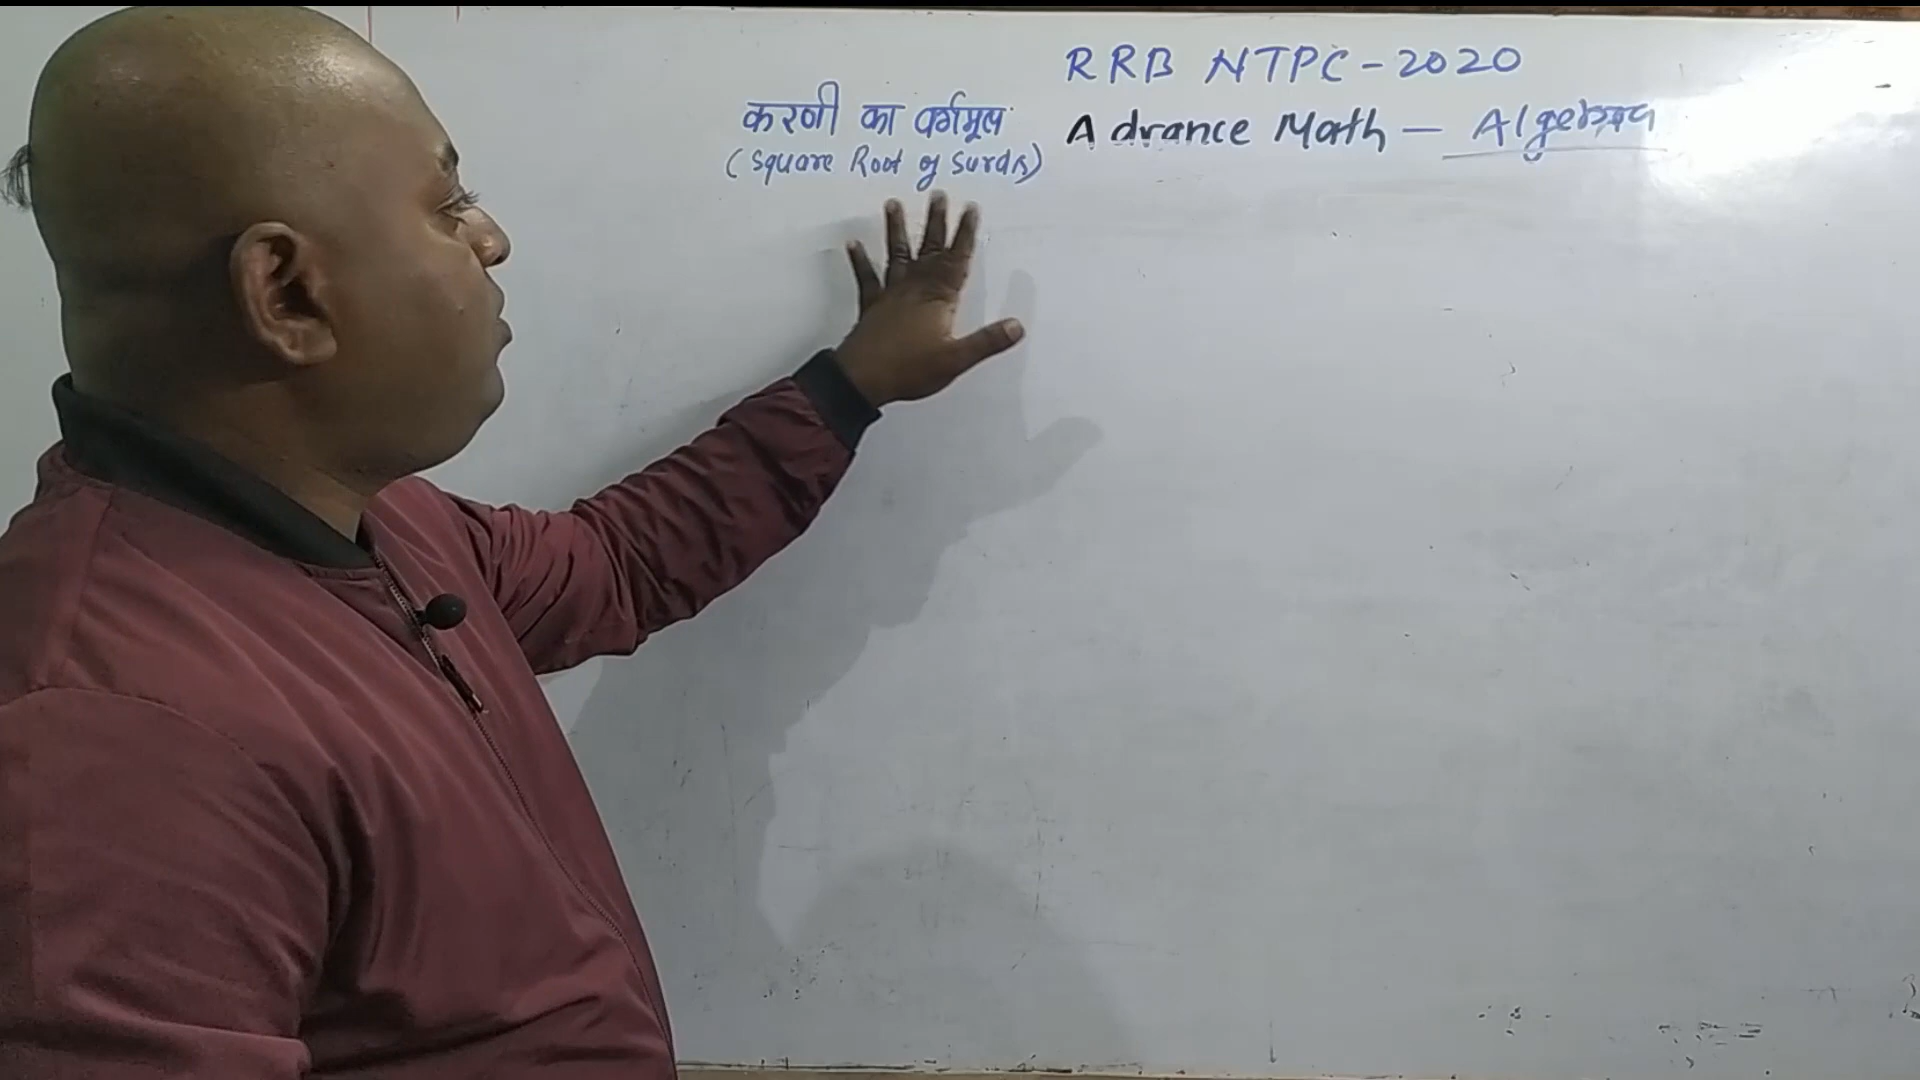 RRB NTPC-2020
करणी का वर्गमूल
(Square Root of Surds)
Advance Math - Algebra